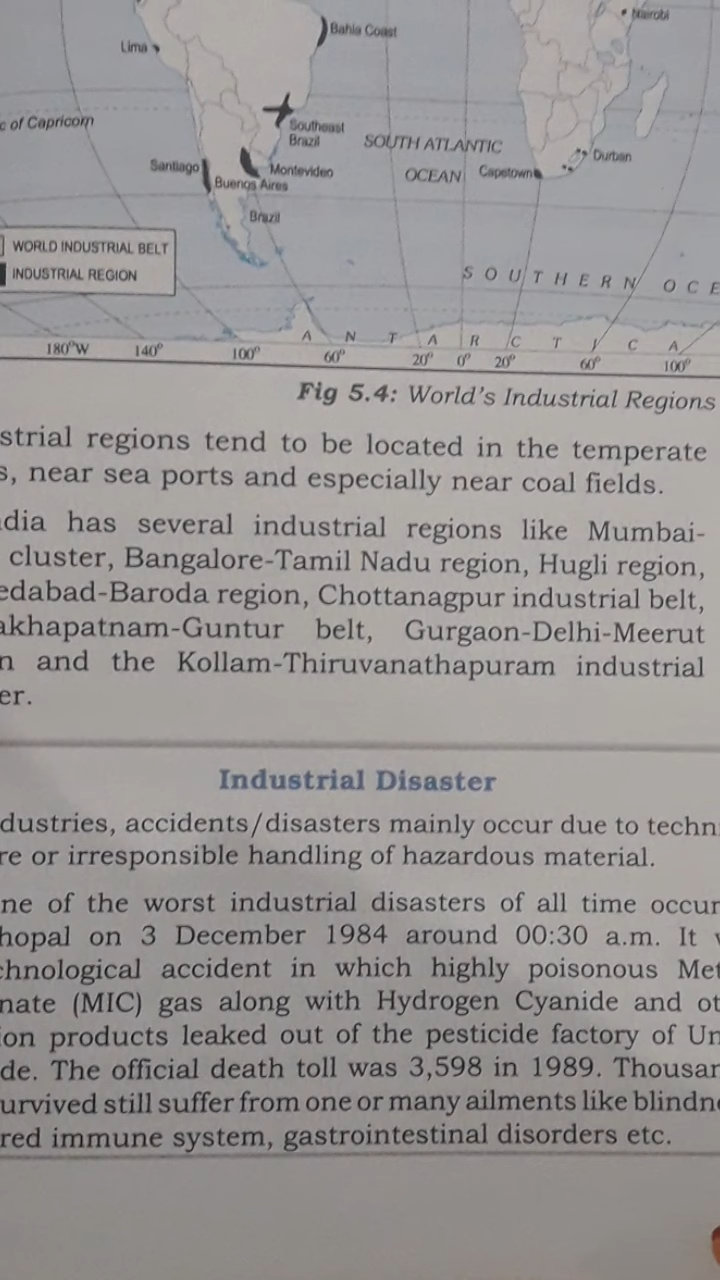 Nairobi
Bahia Coast
Lima
c of Capricorn
Southeast
Brazil
SOUTH ATLANTIC
OCEAN
Durban
Santiago
Montevideo
Capetown
Buenos Aires
Brazil
WORLD INDUSTRIAL BELT
INDUSTRIAL REGION
SOUTHERN OCE
ANTARCTICA
180°W 140° 100° 60° 20° 0° 20° 60° 100°
Fig 5.4: World's Industrial Regions
strial regions tend to be located in the temperate
s, near sea ports and especially near coal fields.
dia has several industrial regions like Mumbai-
cluster, Bangalore-Tamil Nadu region, Hugli region,
edabad-Baroda region, Chottanagpur industrial belt,
akhapatnam-Guntur belt, Gurgaon-Delhi-Meerut
n and the Kollam-Thiruvanathapuram industrial
er.
Industrial Disaster
dustries, accidents/disasters mainly occur due to techn
re or irresponsible handling of hazardous material.
ne of the worst industrial disasters of all time occur
hopal on 3 December 1984 around 00:30 a.m. It
chnological accident in which highly poisonous Met
nate (MIC) gas along with Hydrogen Cyanide and ot
ion products leaked out of the pesticide factory of Un
de. The official death toll was 3,598 in 1989. Thousan
urvived still suffer from one or many ailments like blindne
red immune system, gastrointestinal disorders etc.